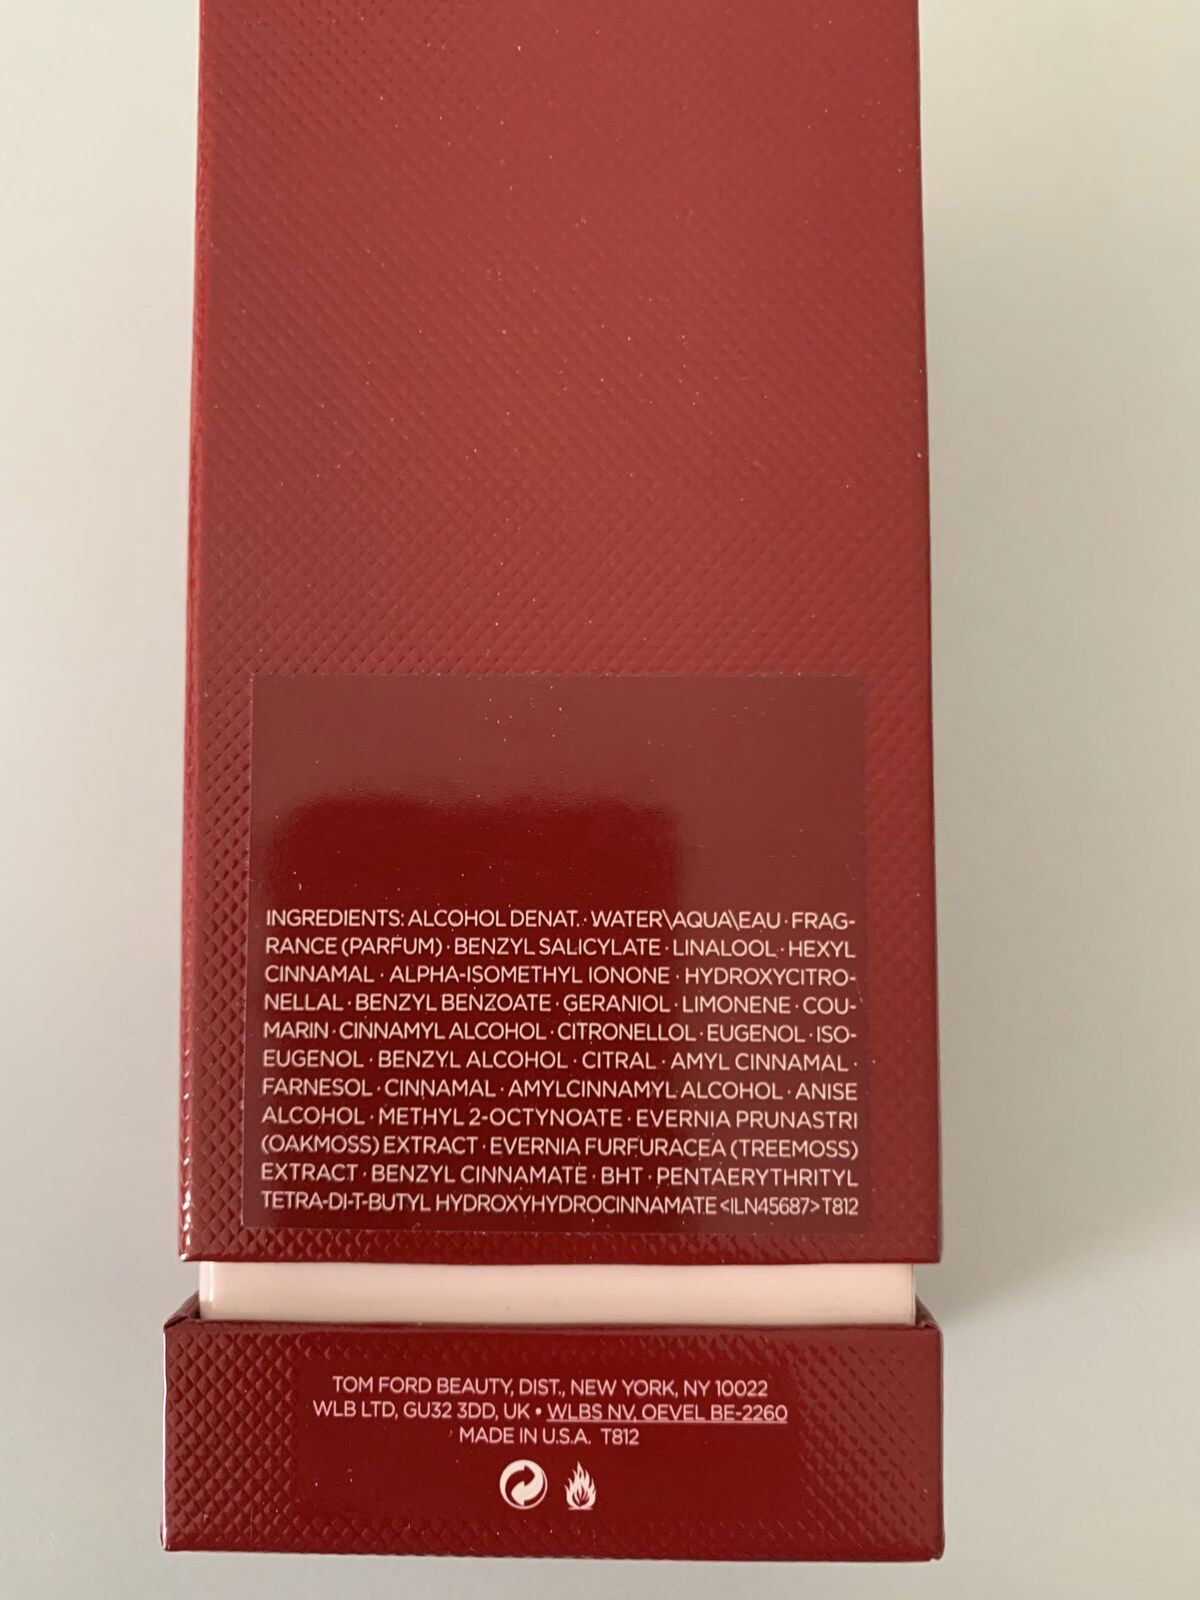 INGREDIENTS: ALCOHOL DENAT. · WATER\AQUA\EAU · FRAG-
RANCE (PARFUM) · BENZYL SALICYLATE · LINALOOL · HEXYL
CINNAMAL · ALPHA-ISOMETHYL IONONE · HYDROXYCITRO-
NELLAL · BENZYL BENZOATE · GERANIOL · LIMONENE · COU-
MARIN · CINNAMYL ALCOHOL · CITRONELLOL · EUGENOL · ISO-
EUGENOL · BENZYL ALCOHOL · CITRAL · AMYL CINNAMAL ·
FARNESOL · CINNAMAL · AMYLCINNAMYL ALCOHOL · ANISE
ALCOHOL · METHYL 2-OCTYNOATE · EVERNIA PRUNASTRI
(OAKMOSS) EXTRACT · EVERNIA FURFURACEA (TREEMOSS)
EXTRACT · BENZYL CINNAMATE · BHT · PENTAERYTHRITYL
TETRA-DI-T-BUTYL HYDROXYHYDROCINNAMATE <ILN45687> T812
TOM FORD BEAUTY, DIST., NEW YORK, NY 10022
WLB LTD, GU32 3DD, UK • WLBS NV, OEVEL BE-2260
MADE IN U.S.A. T812